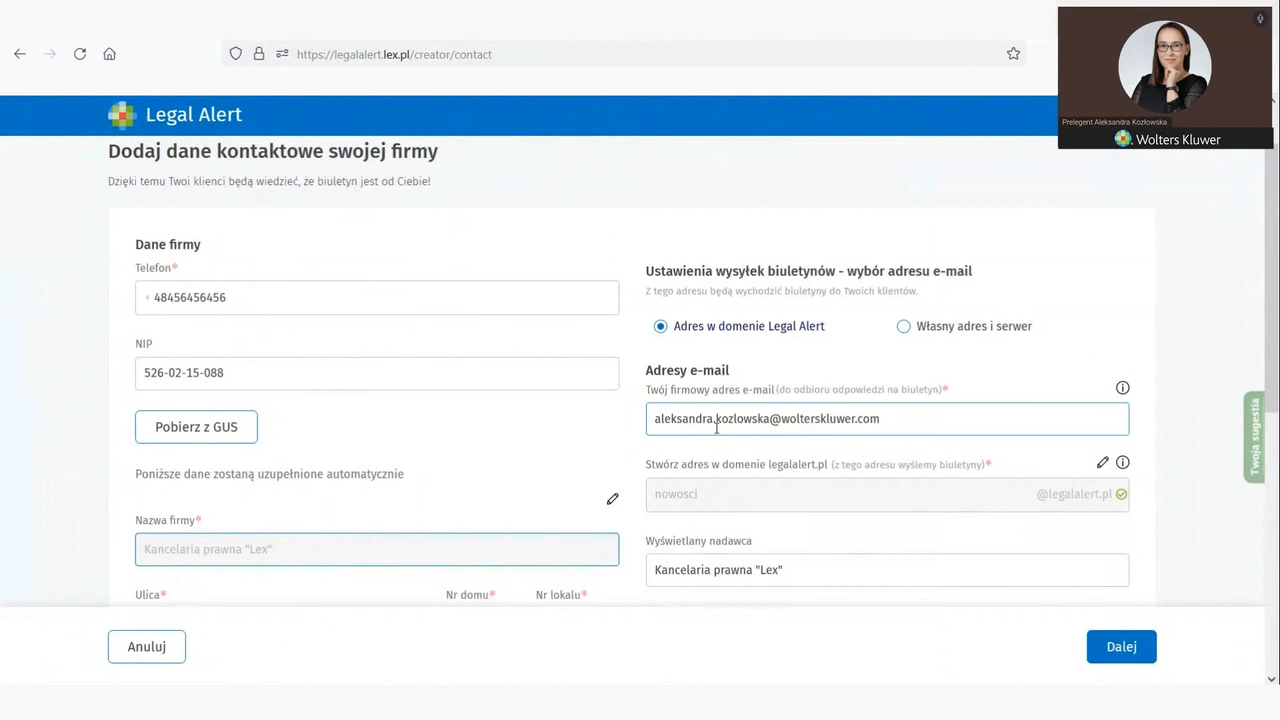 https://legalalert.lex.pl/creator/contact
Legal Alert
Prelegent Aleksandra Kozłowska
Wolters Kluwer
Dodaj dane kontaktowe swojej firmy
Dzięki temu Twoi klienci będą wiedzieć, że biuletyn jest od Ciebie!
Dane firmy
Telefon*
48456456456
NIP
526-02-15-088
Pobierz z GUS
Poniższe dane zostaną uzupełnione automatycznie
Nazwa firmy*
Kancelaria prawna "Lex"
Ulica* Nr domu* Nr lokalu*
Ustawienia wysyłek biuletynów - wybór adresu e-mail
Z tego adresu będą wychodzić biuletyny do Twoich klientów.
Adres w domenie Legal Alert Własny adres i serwer
Adresy e-mail
Twój firmowy adres e-mail (do odbioru odpowiedzi na biuletyn)*
aleksandra.kozlowska@wolterskluwer.com
Stwórz adres w domenie legalalert.pl (z tego adresu wyślemy biuletyny)*
nowosci @legalalert.pl
Wyświetlany nadawca
Kancelaria prawna "Lex"
Twoja sugestia
Anuluj Dalej